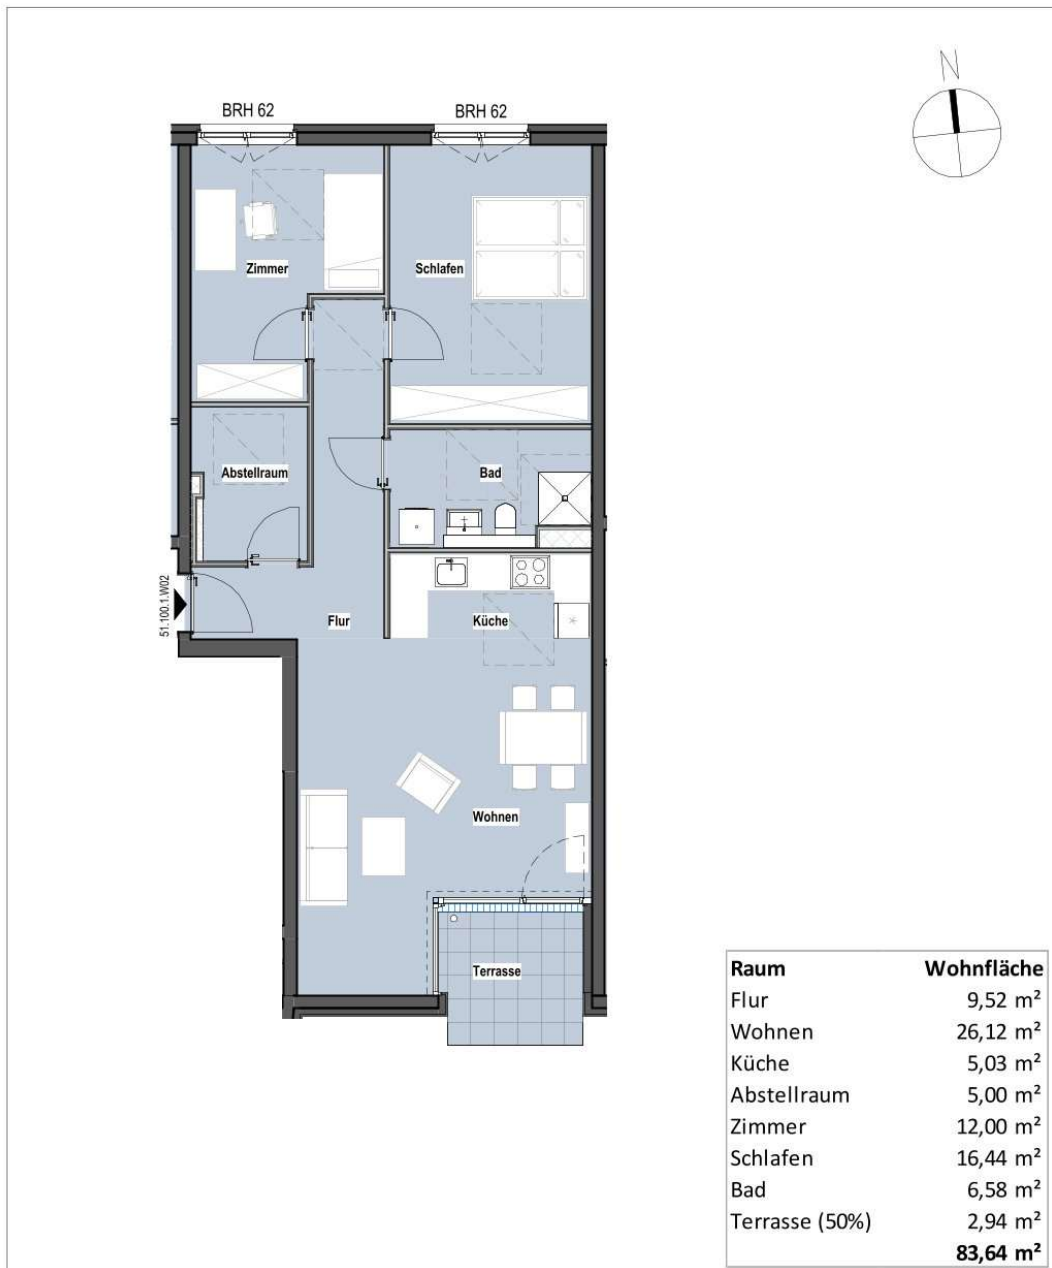 N
BRH 62 BRH 62
Zimmer Schlafen
Abstellraum Bad
51.100.1.W02
Flur Küche
Wohnen
Terrasse
Raum Wohnfläche
Flur 9,52 m²
Wohnen 26,12 m²
Küche 5,03 m²
Abstellraum 5,00 m²
Zimmer 12,00 m²
Schlafen 16,44 m²
Bad 6,58 m²
Terrasse (50%) 2,94 m²
83,64 m²